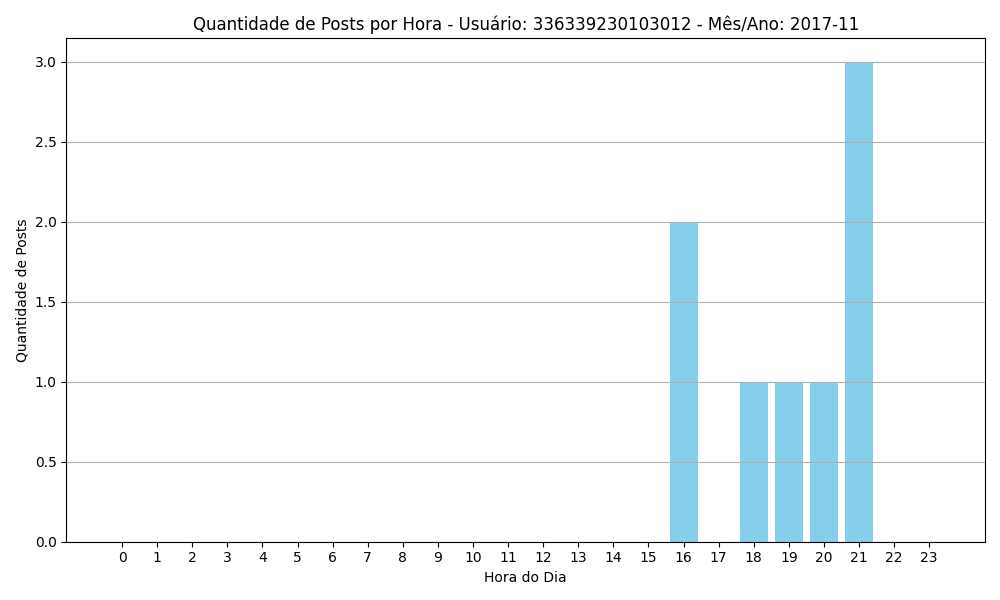 Quantidade de Posts por Hora - Usuário: 336339230103012 - Mês/Ano: 2017-11
Quantidade de Posts
3.0
2.5
2.0
1.5
1.0
0.5
0.0
0 1 2 3 4 5 6 7 8 9 10 11 12 13 14 15 16 17 18 19 20 21 22 23
Hora do Dia